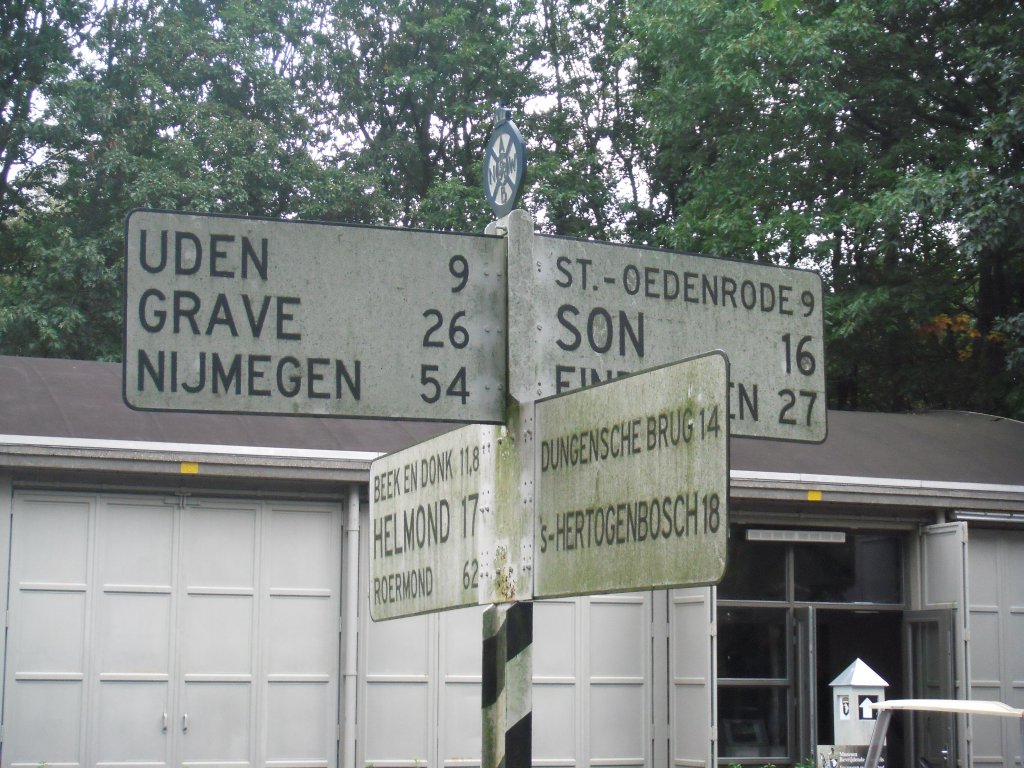 UDEN 9
GRAVE 26
NIJMEGEN 54
ST.-OEDENRODE 9
SON 16
27
BEEK EN DONK 11,8
HELMOND 17
ROERMOND 62
DUNGENSCHE BRUG 14
's-HERTOGENBOSCH 18